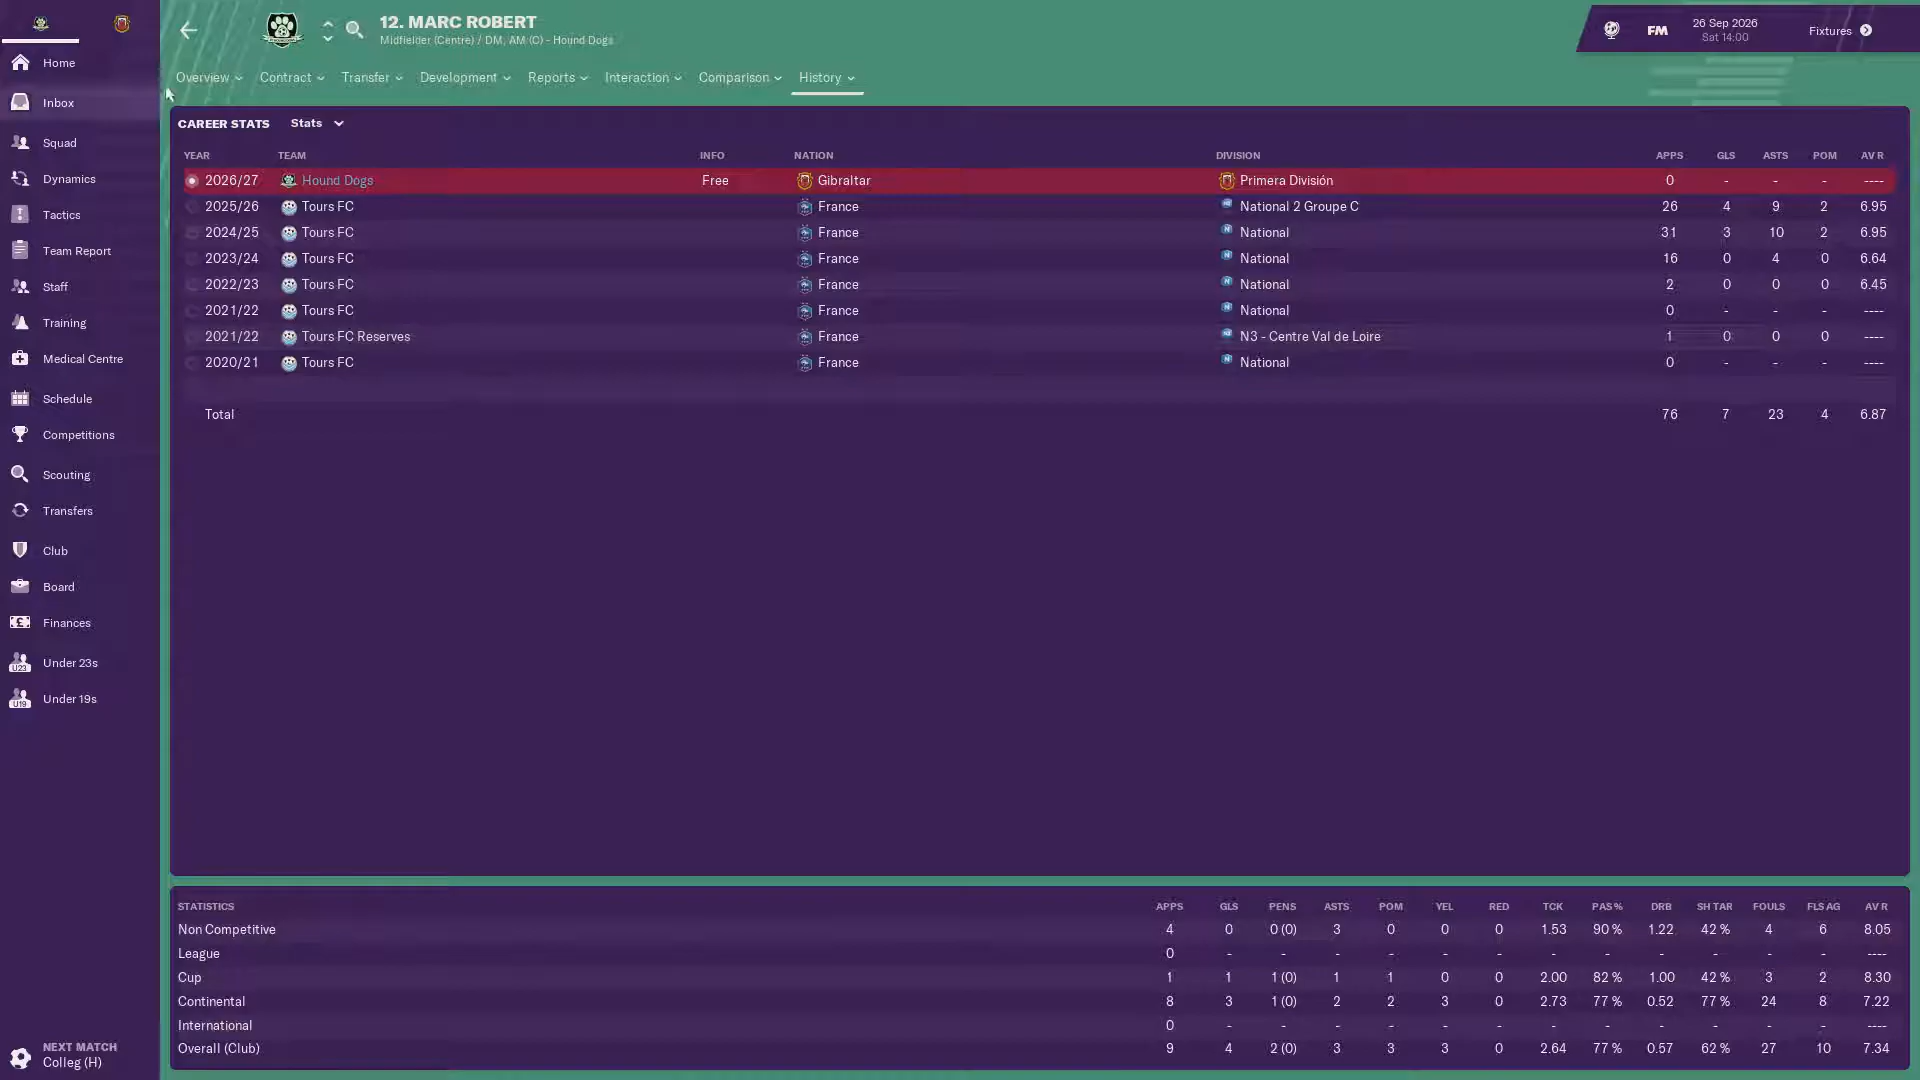 12. MARC ROBERT
Midfielder (Centre) / DM, AM (C) - Hound Dogs
FM
26 Sep 2026
Sat 14:00
Fixtures
Overview Contract Transfer Development Reports Interaction Comparison History
Home
Inbox
Squad
Dynamics
Tactics
Team Report
Staff
Training
Medical Centre
Schedule
Competitions
Scouting
Transfers
Club
Board
Finances
U23 Under 23s
U19 Under 19s
NEXT MATCH
Colleg (H)
CAREER STATS Stats
YEAR TEAM INFO NATION DIVISION APPS GLS ASTS POM AV R
2026/27 Hound Dogs Free Gibraltar Primera División 0 - - - ----
2025/26 Tours FC France National 2 Groupe C 26 4 9 2 6.95
2024/25 Tours FC France National 31 3 10 2 6.95
2023/24 Tours FC France National 16 0 4 0 6.64
2022/23 Tours FC France National 2 0 0 0 6.45
2021/22 Tours FC France National 0 - - - ----
2021/22 Tours FC Reserves France N3 - Centre Val de Loire 1 0 0 0 ----
2020/21 Tours FC France National 0 - - - ----
Total 76 7 23 4 6.87
STATISTICS APPS GLS PENS ASTS POM YEL RED TCK PAS % DRB SH TAR FOULS FLS AG AV R
Non Competitive 4 0 0 (0) 3 0 0 0 1.53 90 % 1.22 42 % 4 6 8.05
League 0 - - - - - - - - - - - - ----
Cup 1 1 1 (0) 1 1 0 0 2.00 82 % 1.00 42 % 3 2 8.30
Continental 8 3 1 (0) 2 2 3 0 2.73 77 % 0.52 77 % 24 8 7.22
International 0 - - - - - - - - - - - - ----
Overall (Club) 9 4 2 (0) 3 3 3 0 2.64 77 % 0.57 62 % 27 10 7.34